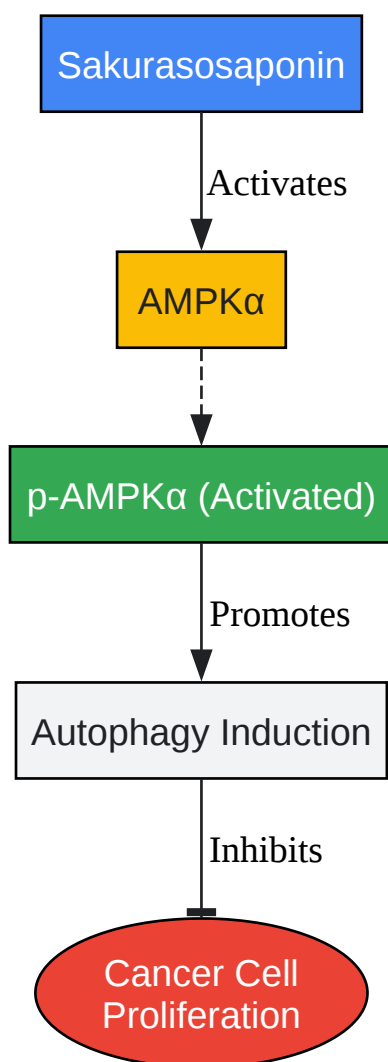 Sakurasosaponin
Activates
AMPKα
p-AMPKα (Activated)
Promotes
Autophagy Induction
Inhibits
Cancer Cell
Proliferation